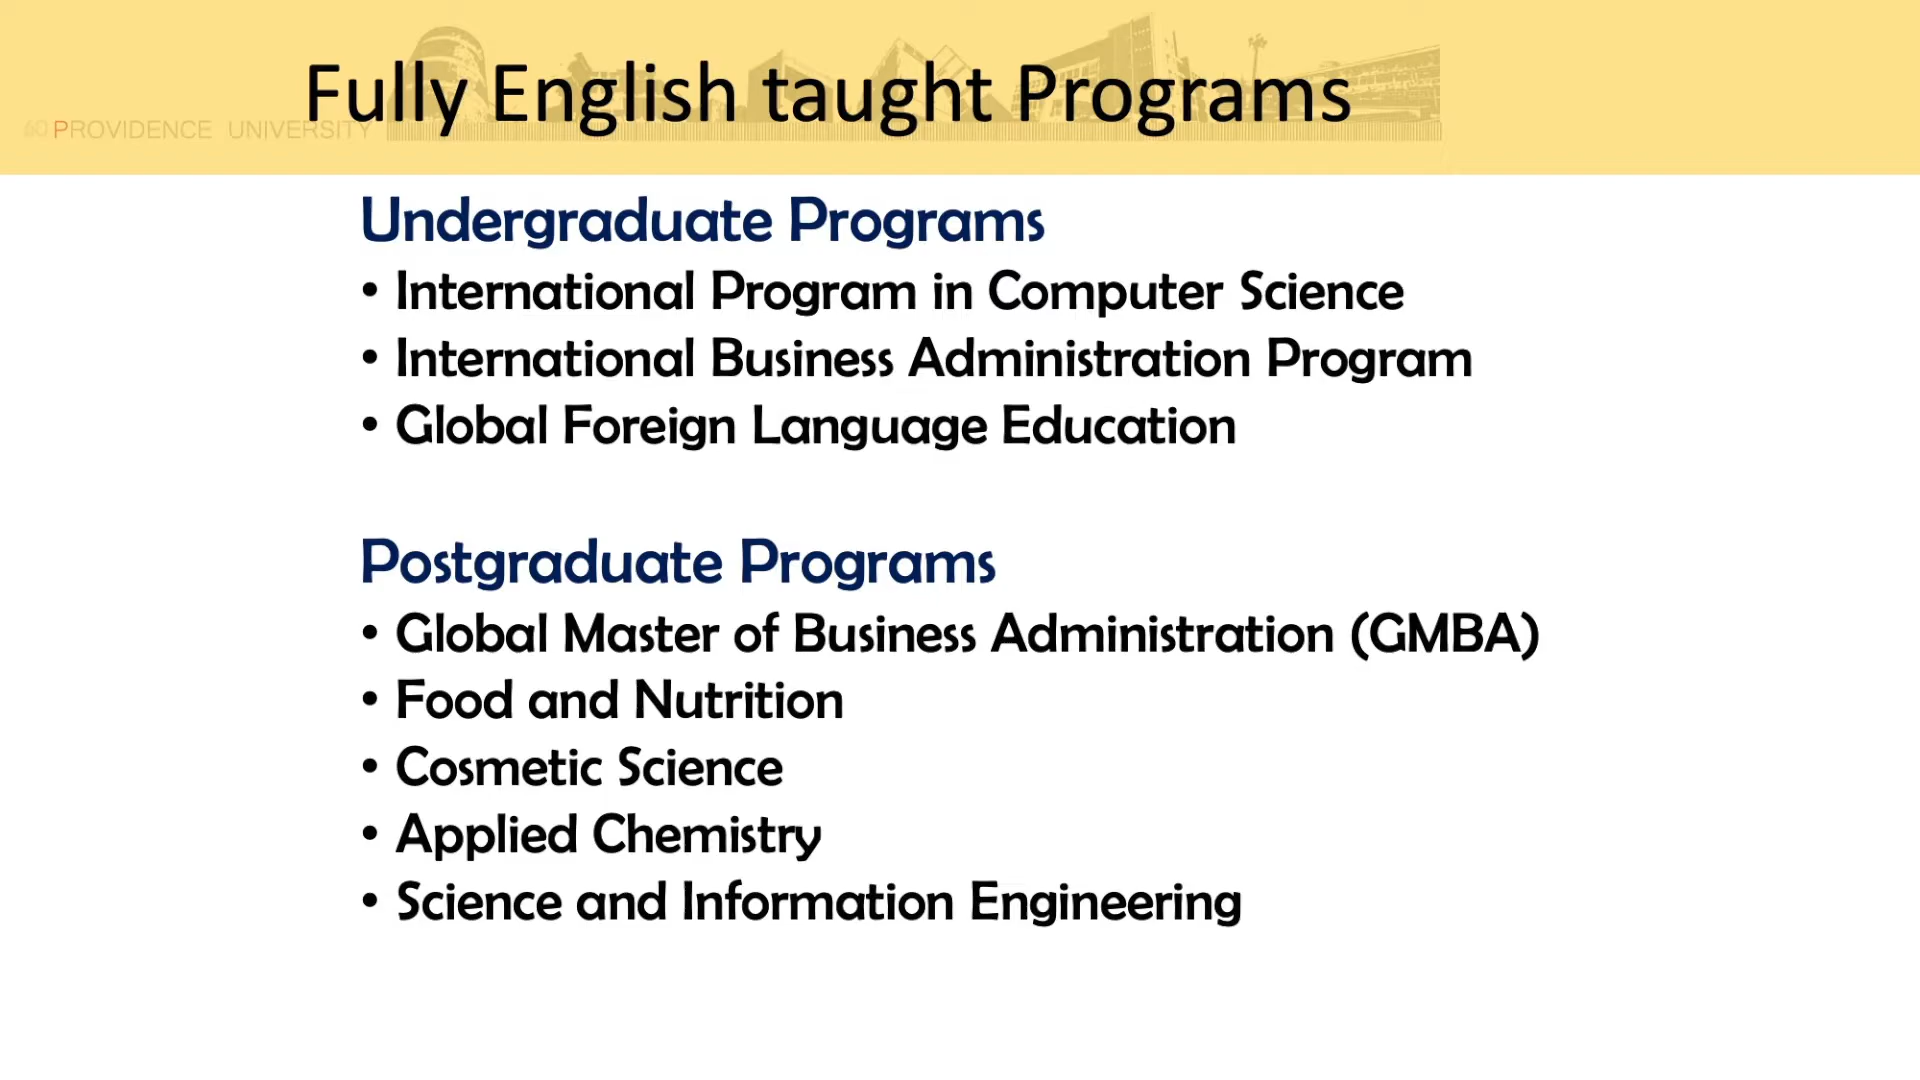 Fully English taught Programs
60 PROVIDENCE UNIVERSITY
Undergraduate Programs
• International Program in Computer Science
• International Business Administration Program
• Global Foreign Language Education
Postgraduate Programs
• Global Master of Business Administration (GMBA)
• Food and Nutrition
• Cosmetic Science
• Applied Chemistry
• Science and Information Engineering